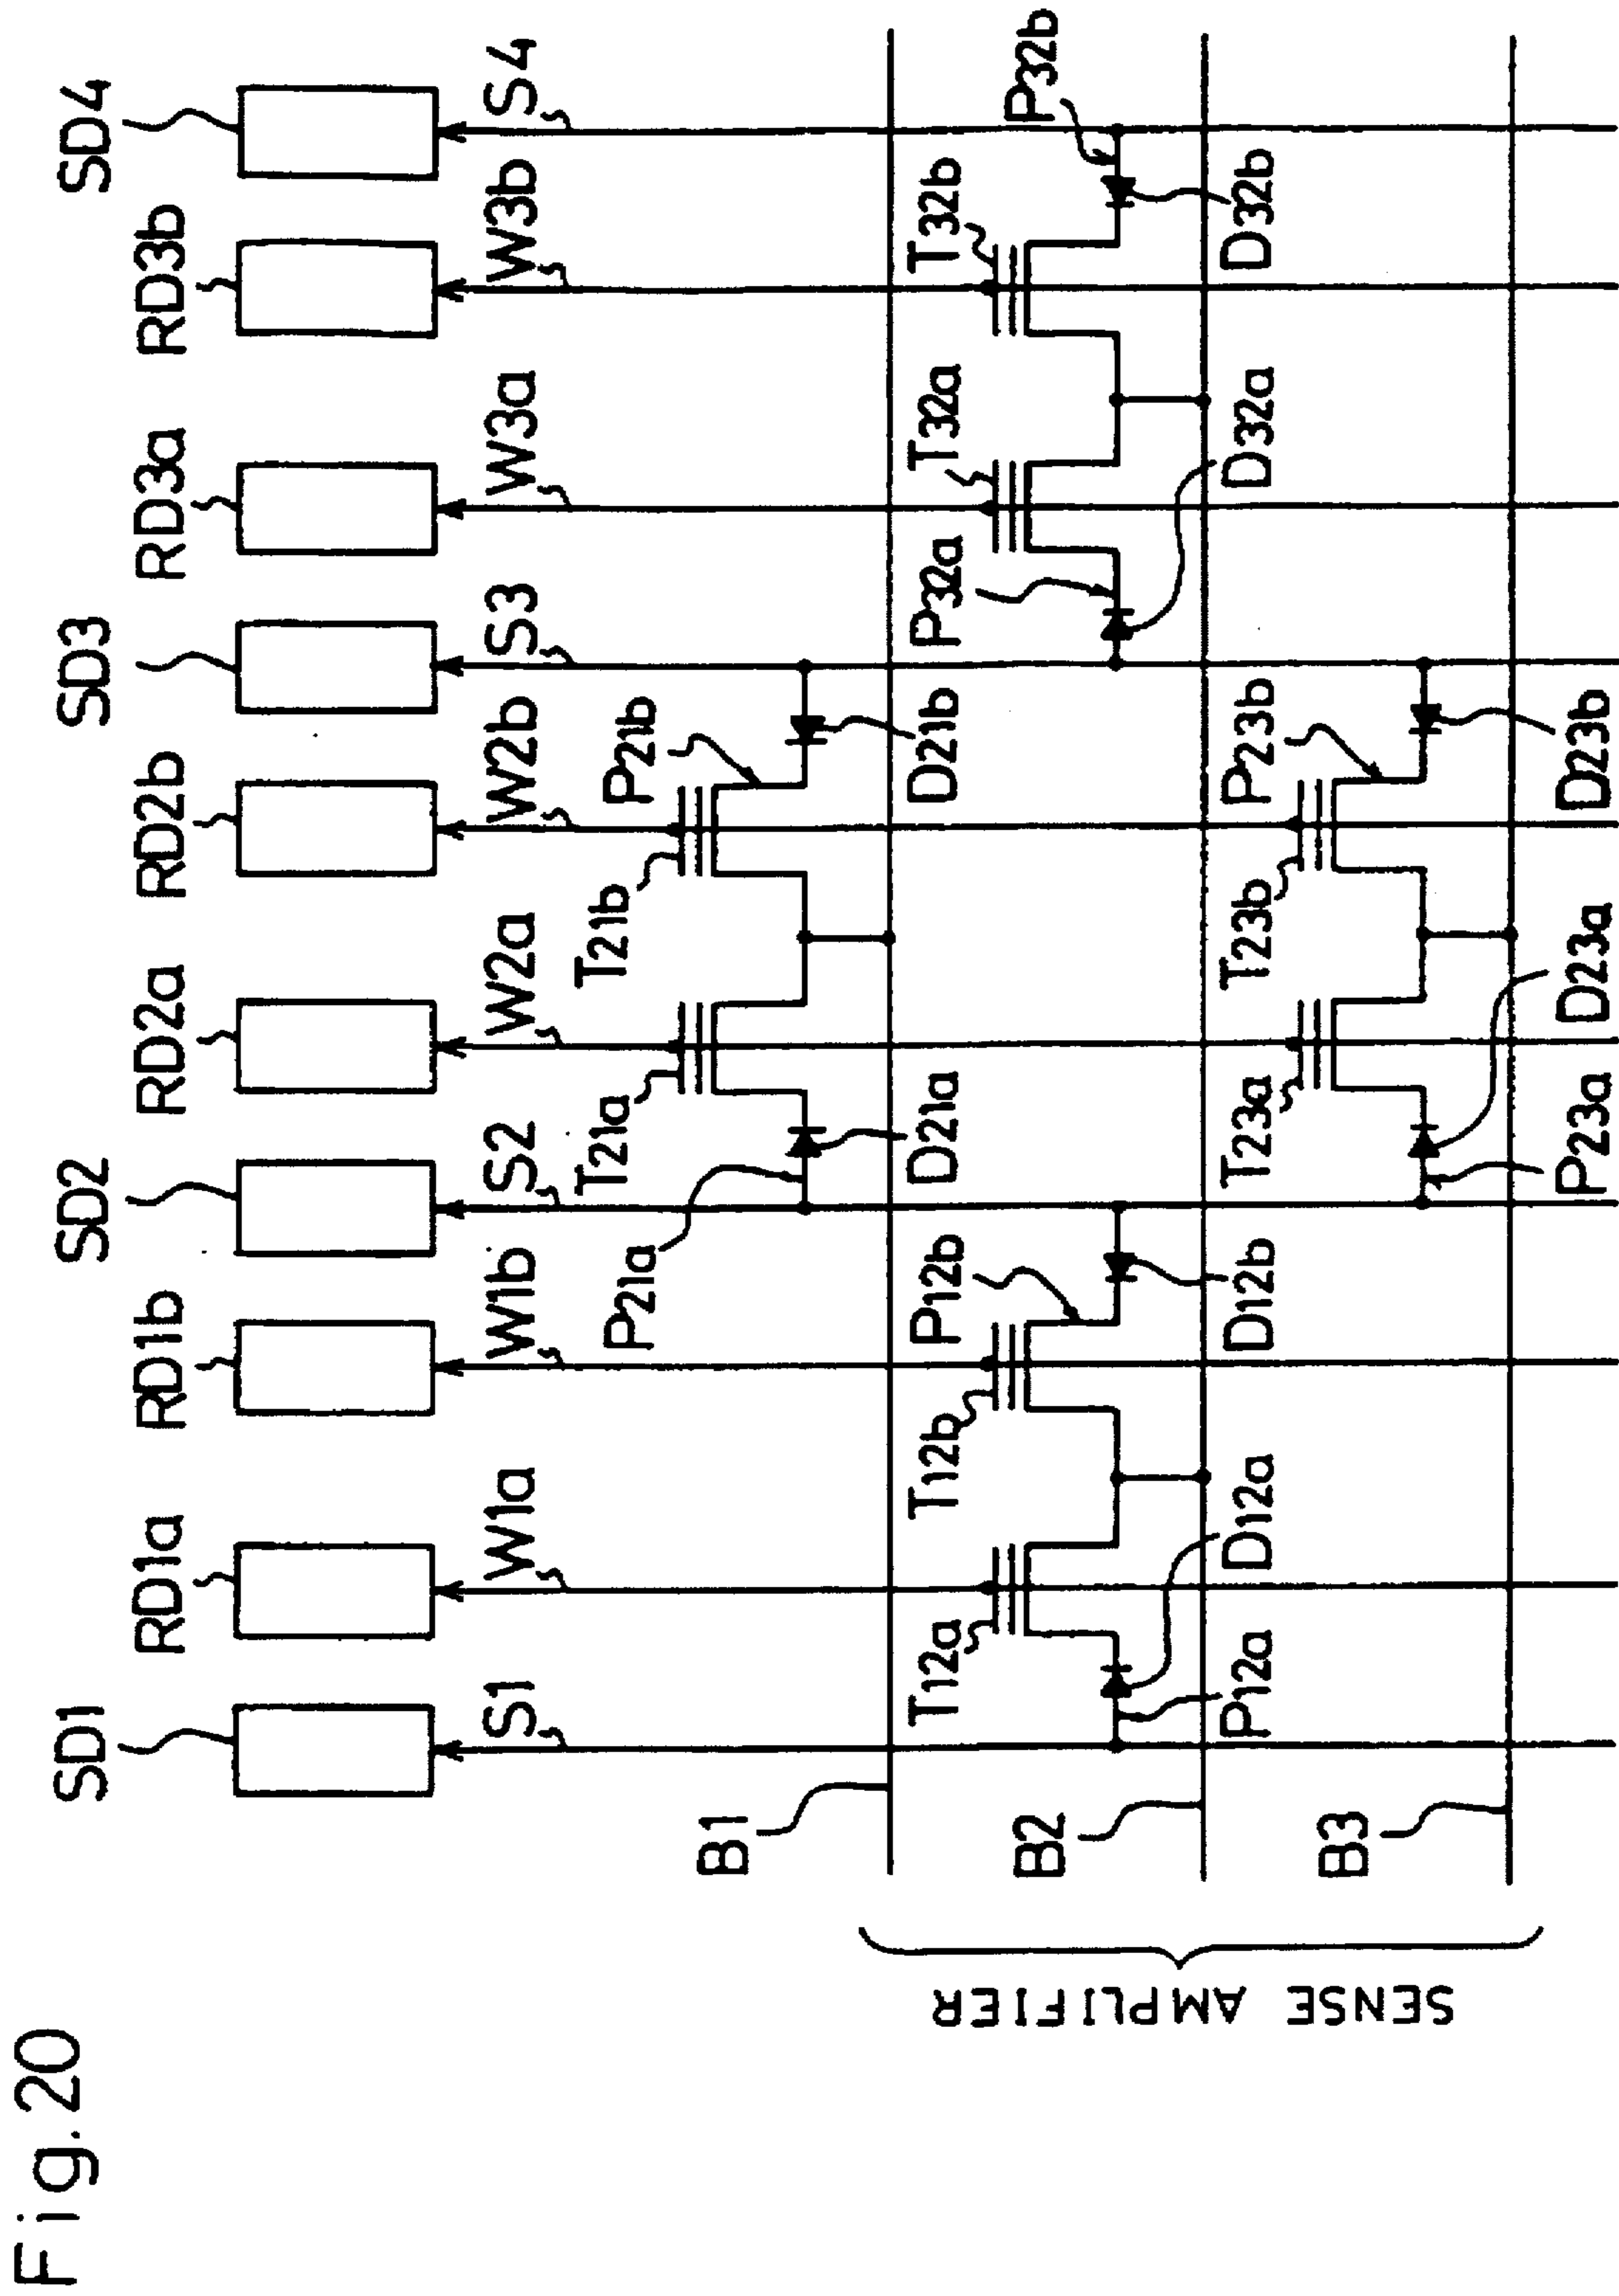 Fig. 20
SD1 SD2 SD3 SD4
RD1a RD1b RD2a RD2b RD3a RD3b
S1 W1a W1b S2 W2a W2b S3 W3a W3b S4
P21a T21a T21b P21b
B1 D21a D21b
T12a T12b P12b P32a T32a T32b P32b
B2 P12a D12a D12b D32a D32b
T23a T23b P23b
B3 P23a D23a D23b
SENSE AMPLIFIER